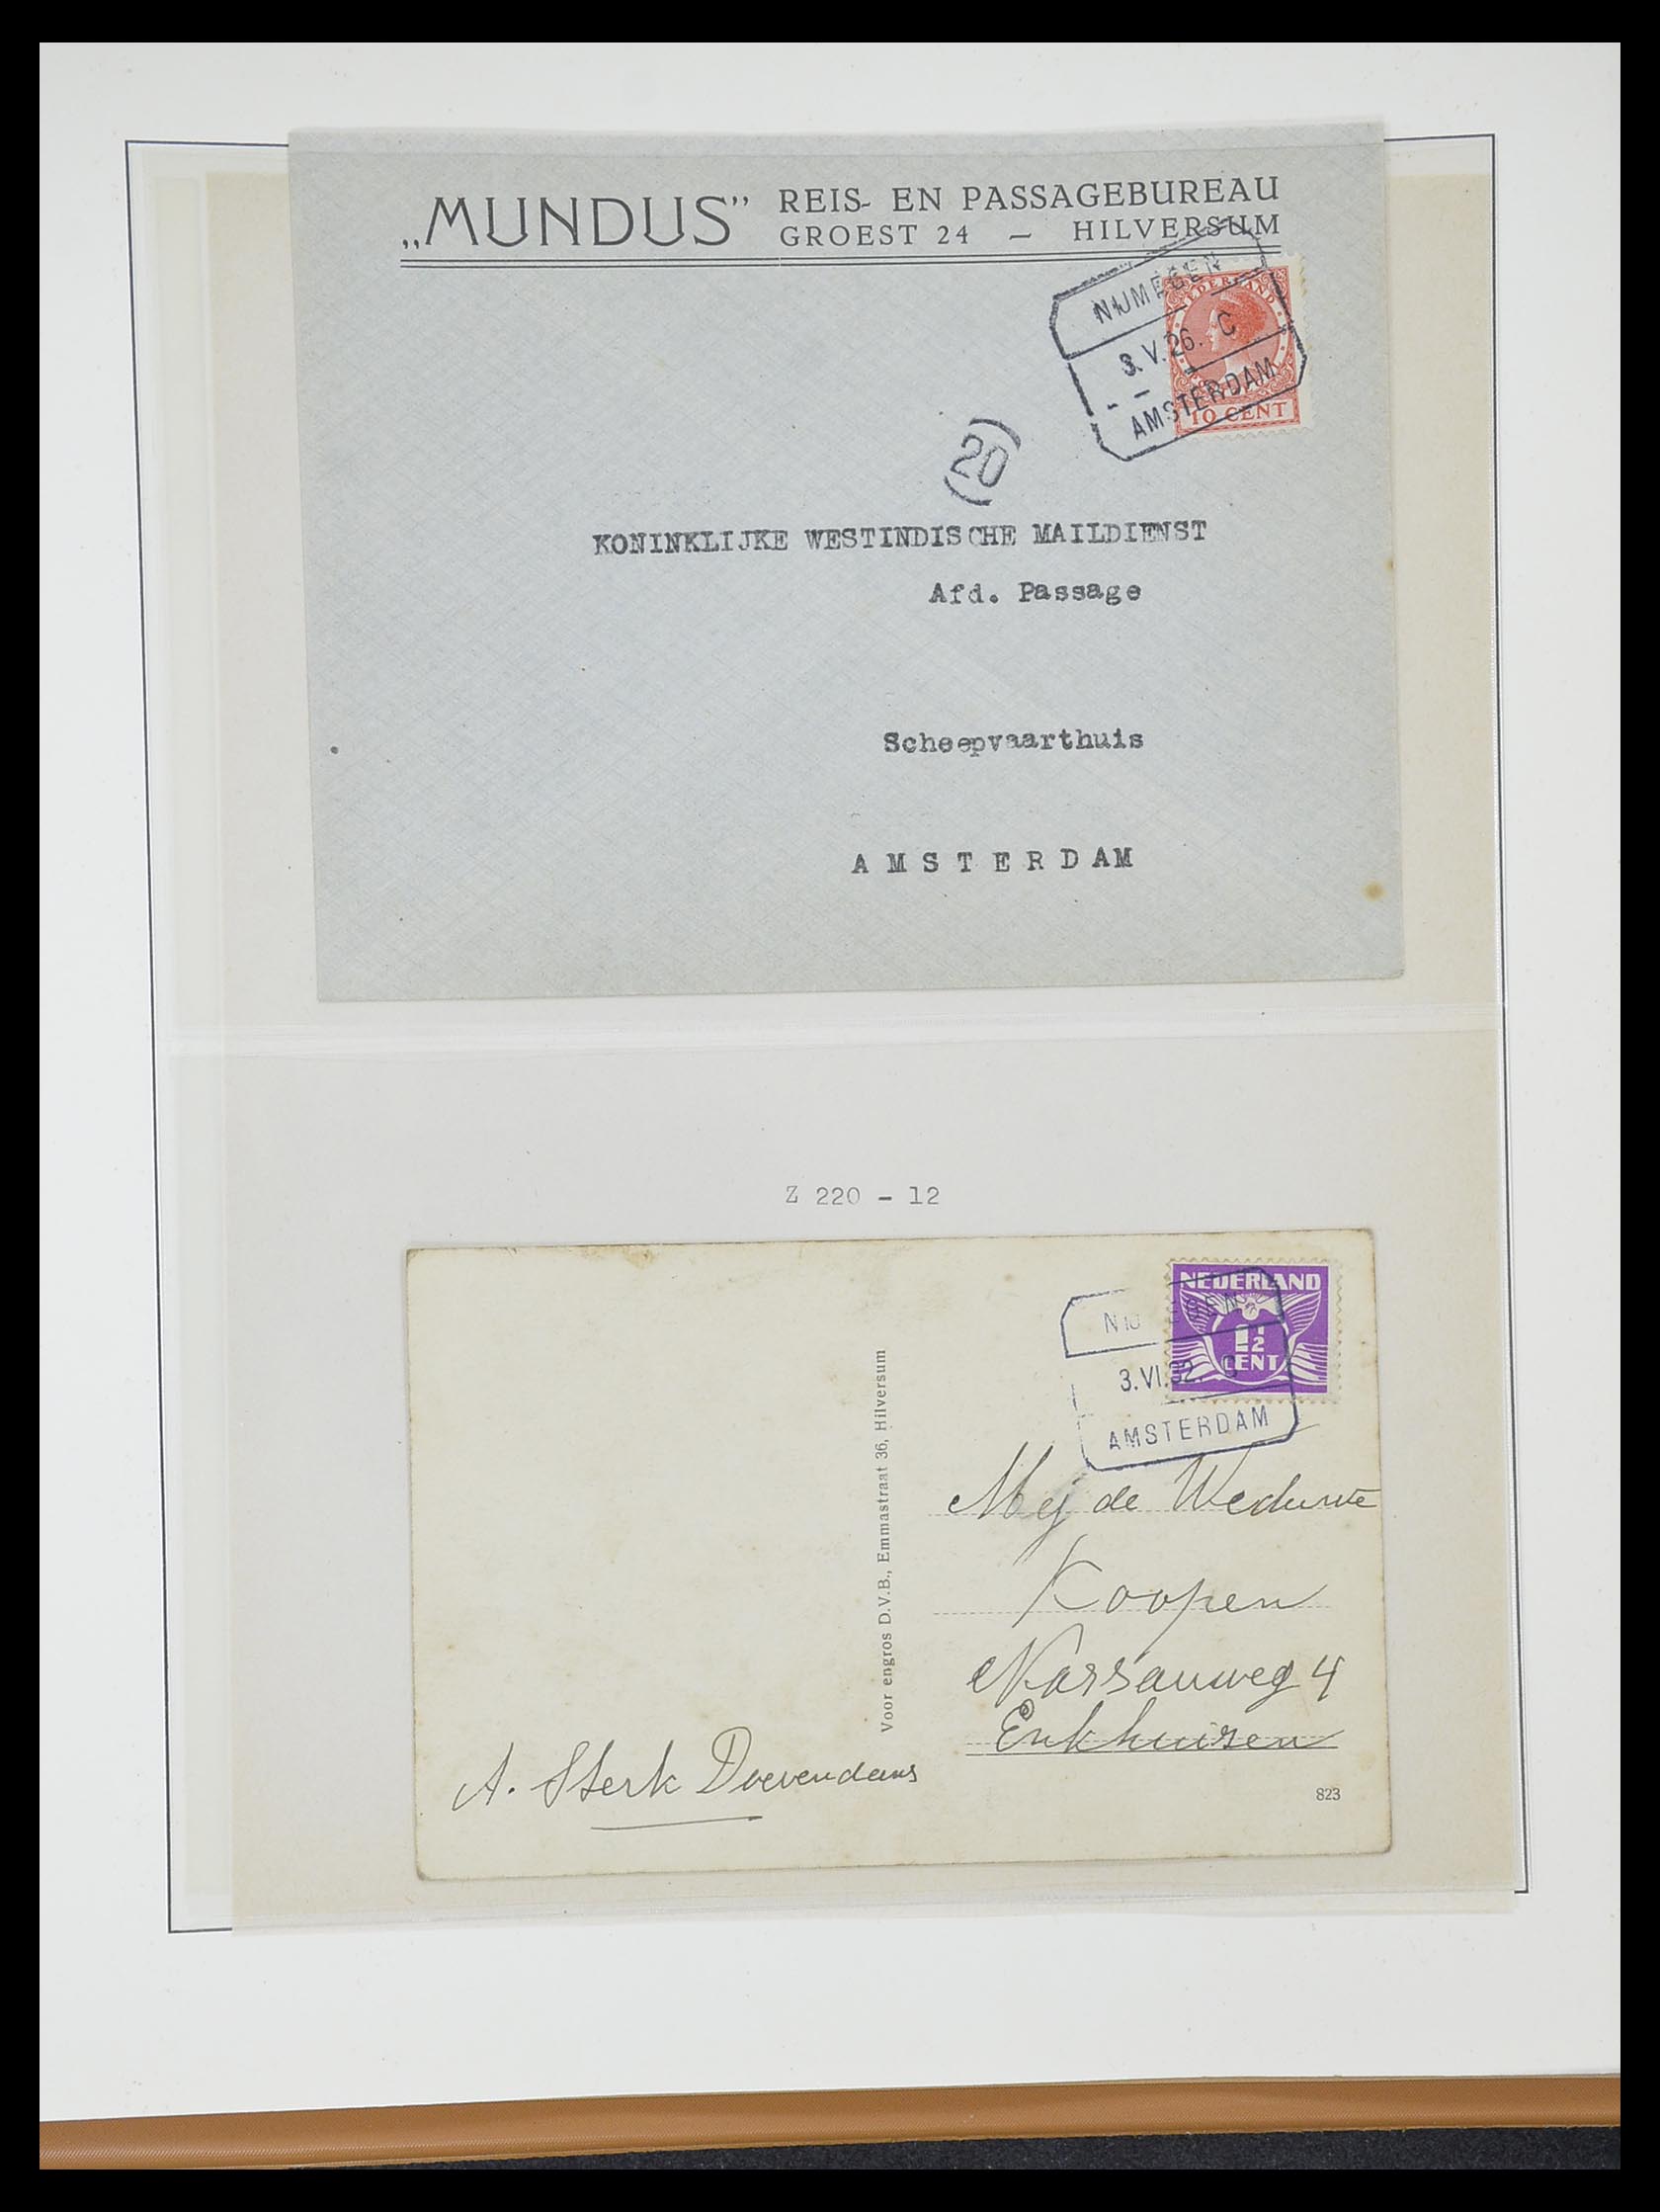 „MUNDUS” REIS- EN PASSAGEBUREAU
GROEST 24 — HILVERSUM
NIJMEGEN
3.V.26. C
AMSTERDAM
NEDERLAND
10 CENT
20
KONINKLIJKE WESTINDISCHE MAILDIENST
Afd. Passage
Scheepvaarthuis
AMSTERDAM
Z 220 - 12
NEDERLAND
1½
CENT
3.VI.32.
AMSTERDAM
Voor engros D.V.B., Emmastraat 36, Hilversum
Mej de Weduwe
Koopen
Nassauweg 4
Enkhuizen
A. Sterk Doevendans
823